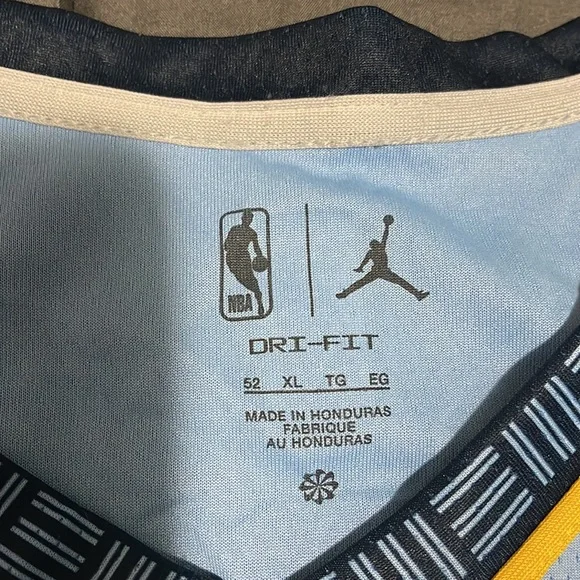 NBA
DRI-FIT
52 XL TG EG
MADE IN HONDURAS
FABRIQUE
AU HONDURAS